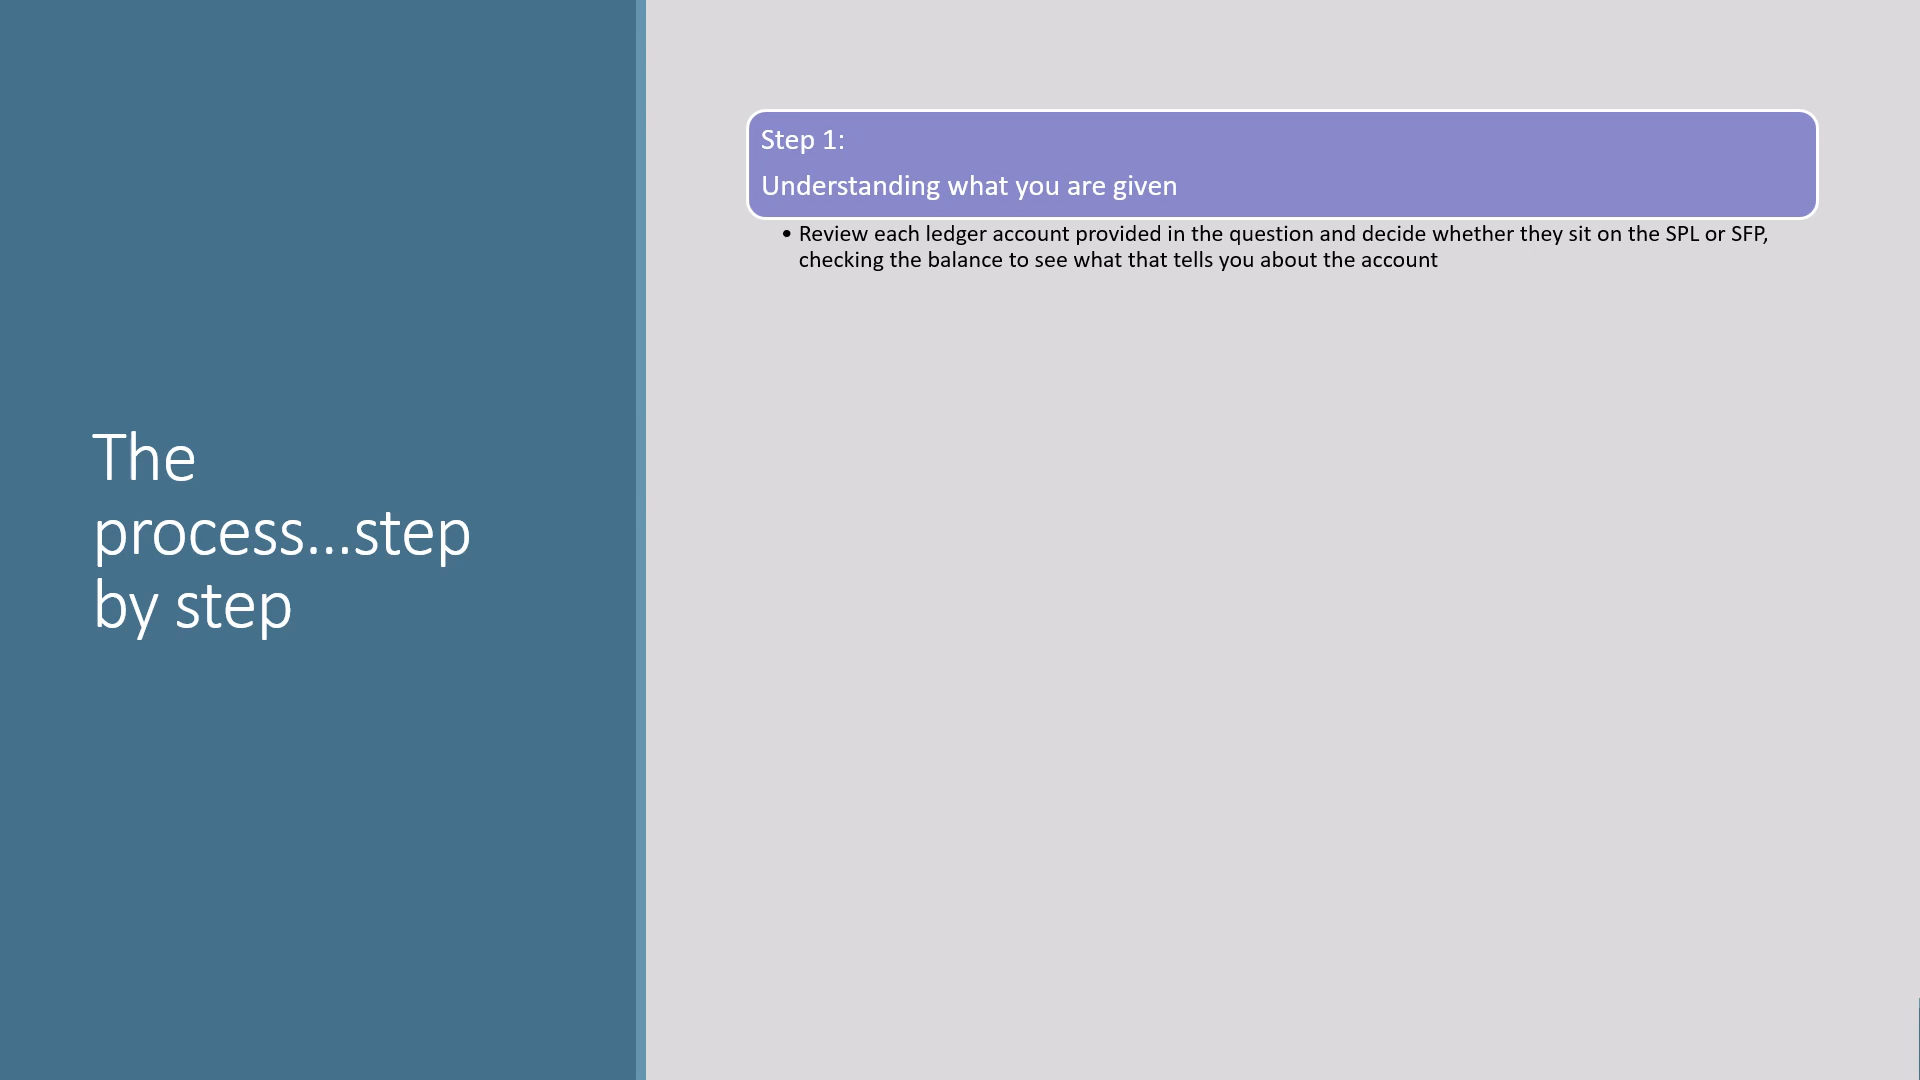 The
process...step
by step
Step 1:
Understanding what you are given
• Review each ledger account provided in the question and decide whether they sit on the SPL or SFP,
checking the balance to see what that tells you about the account